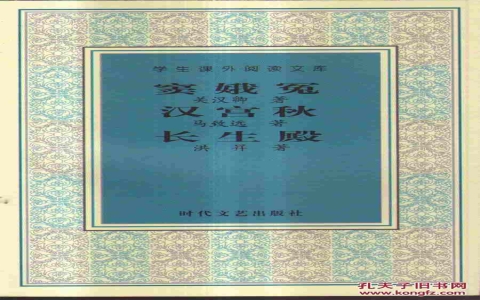 学生课外阅读文库
窦娥冤
关汉卿 著
汉宫秋
马致远 著
长生殿
洪昇 著
时代文艺出版社
孔夫子旧书网
www.kongfz.com